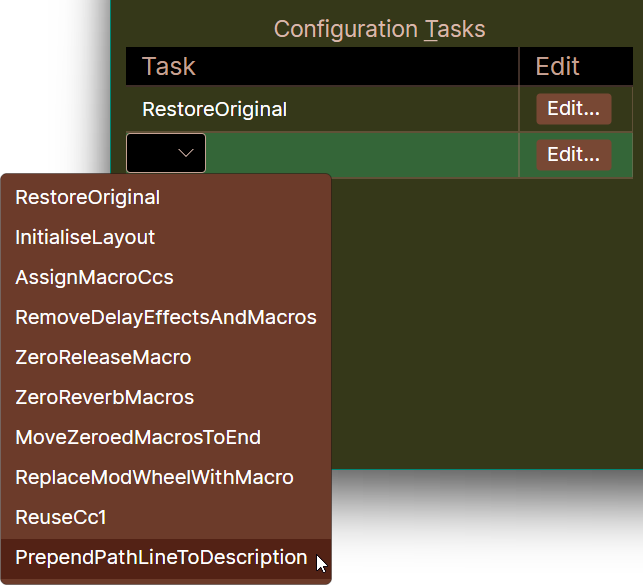 Configuration Tasks
Task Edit
RestoreOriginal Edit...
Edit...
RestoreOriginal
InitialiseLayout
AssignMacroCcs
RemoveDelayEffectsAndMacros
ZeroReleaseMacro
ZeroReverbMacros
MoveZeroedMacrosToEnd
ReplaceModWheelWithMacro
ReuseCc1
PrependPathLineToDescription